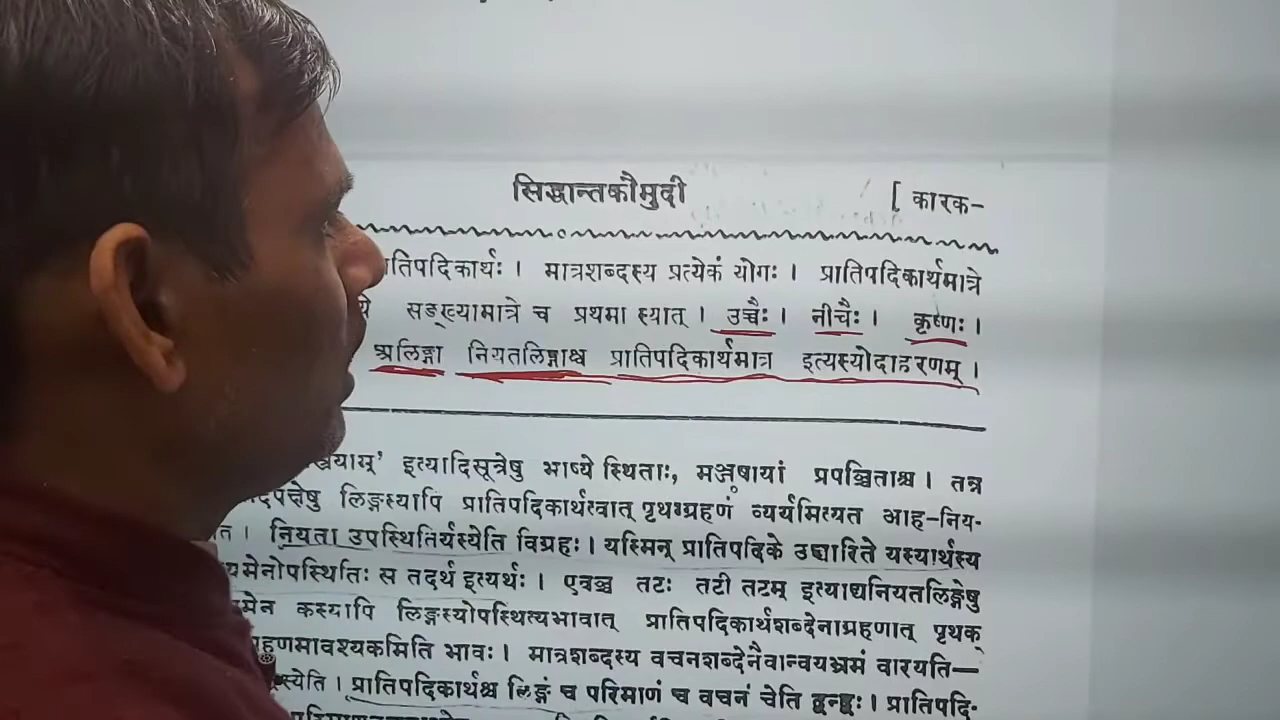 सिद्धान्तकौमुदी [ कारक-
तिपदिकार्थः । मात्रशब्दस्य प्रत्येकं योगः । प्रातिपदिकार्थमात्रे
सङ्ख्यामात्रे च प्रथमा स्यात् । उच्चैः । नीचैः । कृष्णः ।
अलिङ्गा नियतलिङ्गाश्च प्रातिपदिकार्थमात्र इत्यस्योदाहरणम् ।
याम्' इत्यादिसूत्रेषु भाष्ये स्थिताः, मञ्जूषायां प्रपञ्चिताश्च । तत्र
पक्षेषु लिङ्गस्यापि प्रातिपदिकार्थत्वात् पृथग्ग्रहणं व्यर्थमित्यत आह-निय-
ति । नियता उपस्थितिर्यस्येति विग्रहः । यस्मिन् प्रातिपदिके उच्चारिते यस्यार्थस्य
मेनोपस्थितिः स तदर्थ इत्यर्थः । एवञ्च तटः तटी तटम् इत्याद्यनियतलिङ्गेषु
मेन कस्यापि लिङ्गस्योपस्थित्यभावात् प्रातिपदिकार्थशब्देनाग्रहणात् पृथक्
ग्रहणमावश्यकमिति भावः । मात्रशब्दस्य वचनशब्देनैवान्वयभ्रमं वारयति—
स्येति । प्रातिपदिकार्थश्च लिङ्गं च परिमाणं च वचनं चेति द्वन्द्वः । प्रातिपदि-